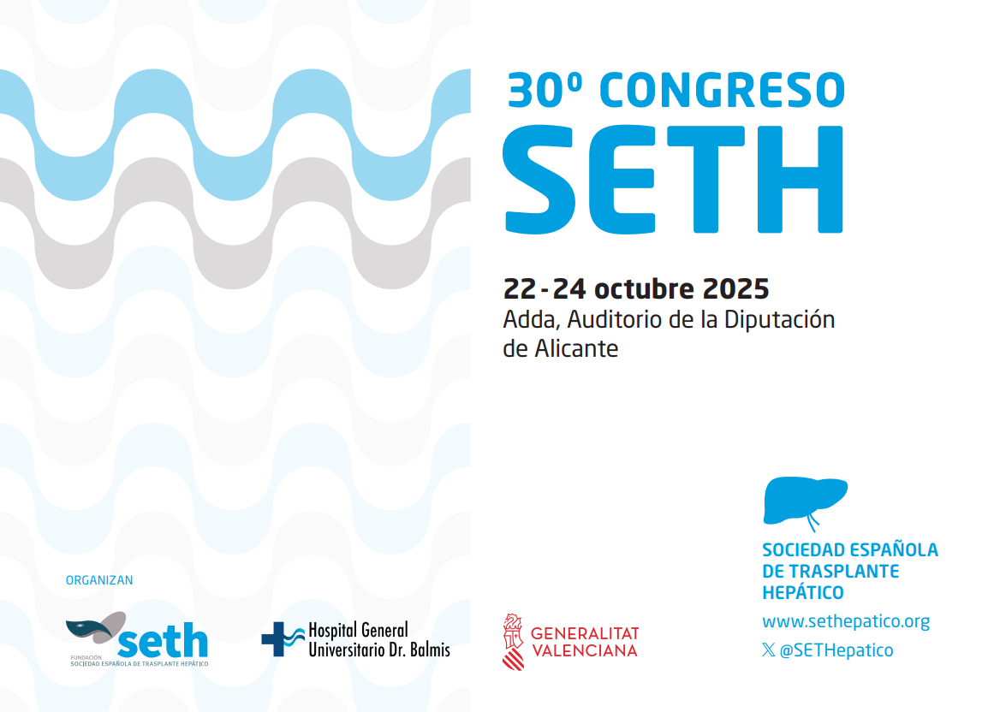 30º CONGRESO
SETH
22-24 octubre 2025
Adda, Auditorio de la Diputación
de Alicante
SOCIEDAD ESPAÑOLA
DE TRASPLANTE
HEPÁTICO
www.sethepatico.org
𝕏 @SETHepatico
ORGANIZAN
seth
FUNDACIÓN
SOCIEDAD ESPAÑOLA DE TRASPLANTE HEPÁTICO
Hospital General
Universitario Dr. Balmis
GENERALITAT
VALENCIANA